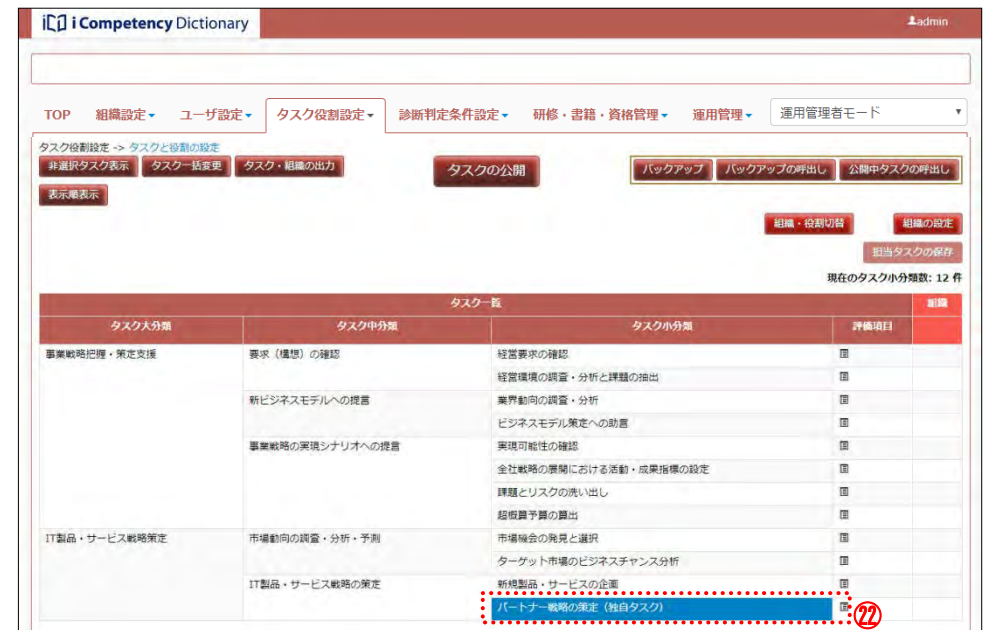 iCD i Competency Dictionary admin
TOP 組織設定 ユーザ設定 タスク役割設定 診断判定条件設定 研修・書籍・資格管理 運用管理 運用管理者モード
タスク役割設定 -> タスクと役割の設定
非選択タスク表示 タスク一括変更 タスク・組織の出力 タスクの公開 バックアップ バックアップの呼出し 公開中タスクの呼出し
表示順表示
組織・役割切替 組織の設定
担当タスクの保存
現在のタスク小分類数: 12 件
タスク一覧 組織
タスク大分類 タスク中分類 タスク小分類 評価項目
事業戦略把握・策定支援 要求（構想）の確認 経営要求の確認
経営環境の調査・分析と課題の抽出
新ビジネスモデルへの提言 業界動向の調査・分析
ビジネスモデル策定への助言
事業戦略の実現シナリオへの提言 実現可能性の確認
全社戦略の展開における活動・成果指標の設定
課題とリスクの洗い出し
超概算予算の算出
IT製品・サービス戦略策定 市場動向の調査・分析・予測 市場機会の発見と選択
ターゲット市場のビジネスチャンス分析
IT製品・サービス戦略の策定 新規製品・サービスの企画
パートナー戦略の策定（独自タスク） ㉒